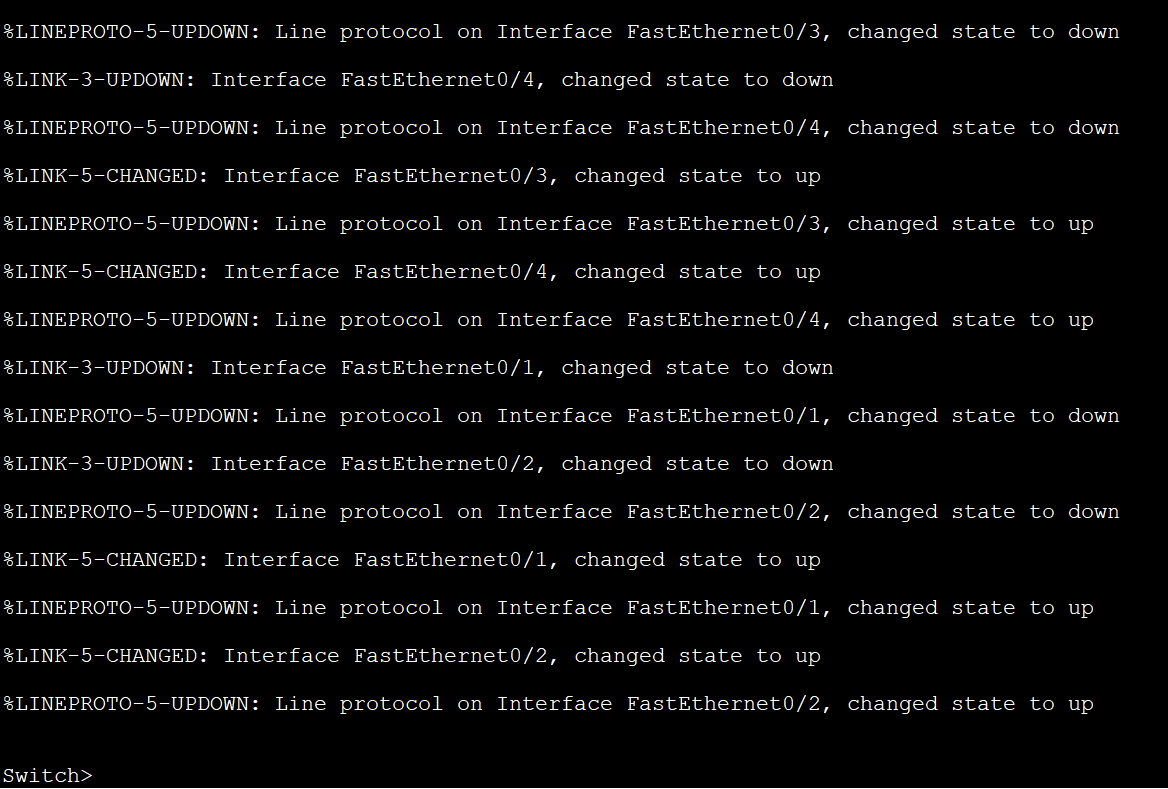 %LINEPROTO-5-UPDOWN: Line protocol on Interface FastEthernet0/3, changed state to down
%LINK-3-UPDOWN: Interface FastEthernet0/4, changed state to down
%LINEPROTO-5-UPDOWN: Line protocol on Interface FastEthernet0/4, changed state to down
%LINK-5-CHANGED: Interface FastEthernet0/3, changed state to up
%LINEPROTO-5-UPDOWN: Line protocol on Interface FastEthernet0/3, changed state to up
%LINK-5-CHANGED: Interface FastEthernet0/4, changed state to up
%LINEPROTO-5-UPDOWN: Line protocol on Interface FastEthernet0/4, changed state to up
%LINK-3-UPDOWN: Interface FastEthernet0/1, changed state to down
%LINEPROTO-5-UPDOWN: Line protocol on Interface FastEthernet0/1, changed state to down
%LINK-3-UPDOWN: Interface FastEthernet0/2, changed state to down
%LINEPROTO-5-UPDOWN: Line protocol on Interface FastEthernet0/2, changed state to down
%LINK-5-CHANGED: Interface FastEthernet0/1, changed state to up
%LINEPROTO-5-UPDOWN: Line protocol on Interface FastEthernet0/1, changed state to up
%LINK-5-CHANGED: Interface FastEthernet0/2, changed state to up
%LINEPROTO-5-UPDOWN: Line protocol on Interface FastEthernet0/2, changed state to up
Switch>